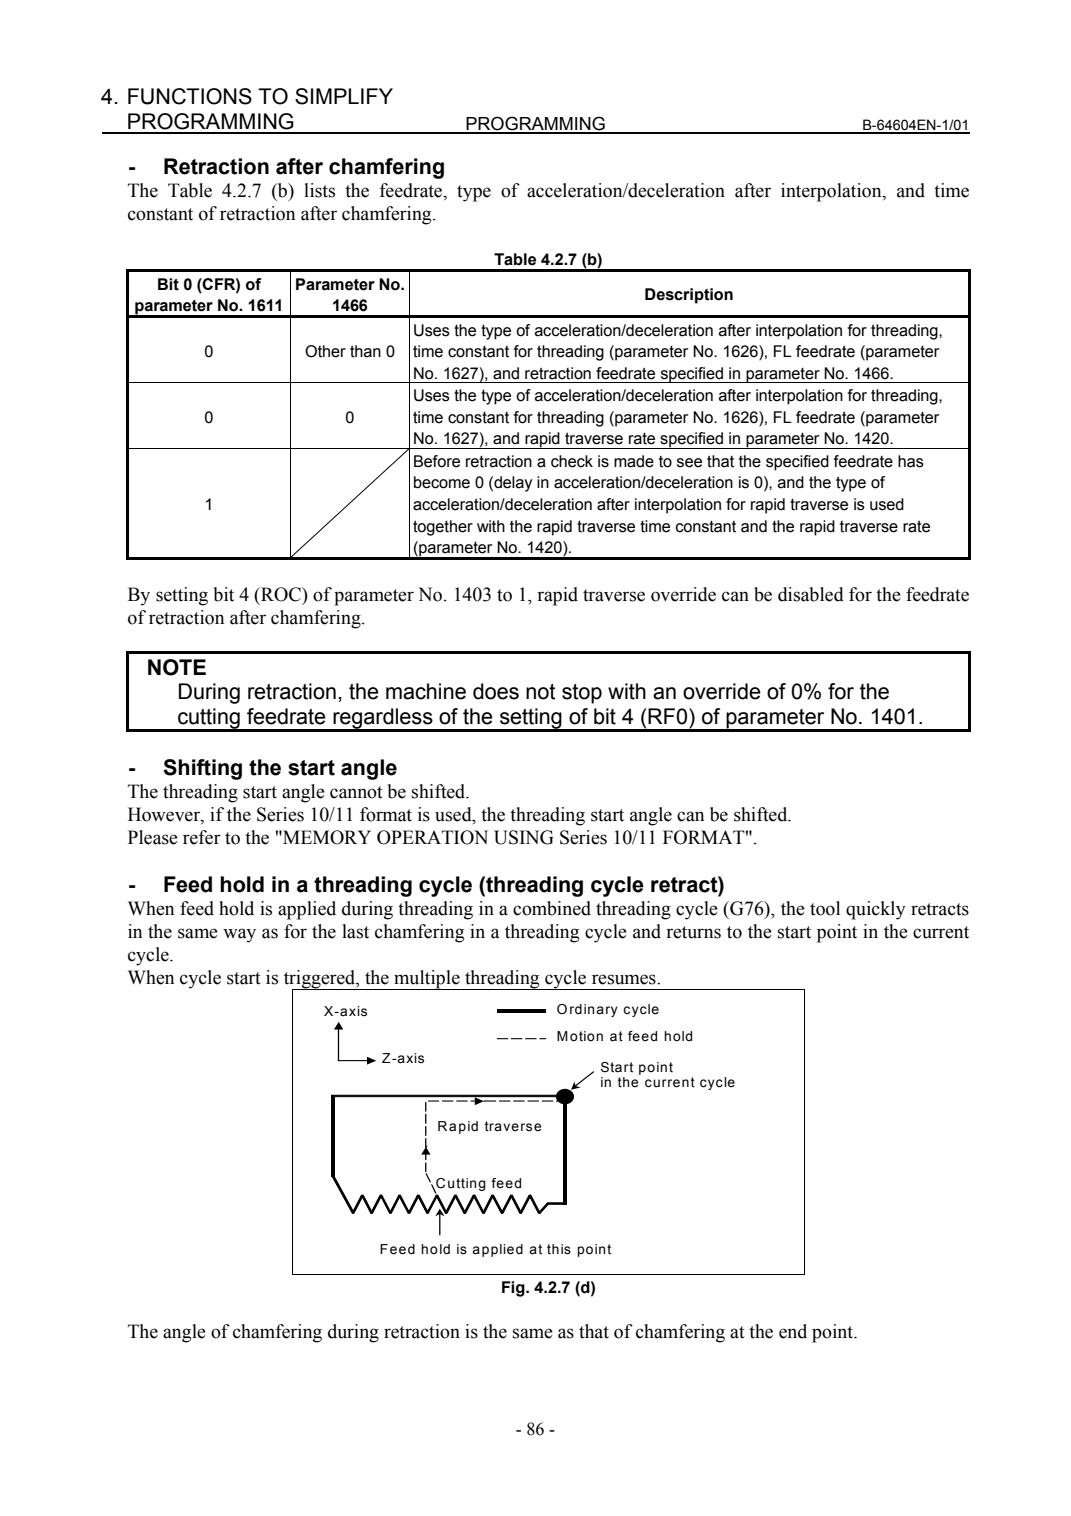 4. FUNCTIONS TO SIMPLIFY
PROGRAMMING PROGRAMMING B-64604EN-1/01
- Retraction after chamfering
The Table 4.2.7 (b) lists the feedrate, type of acceleration/deceleration after interpolation, and time
constant of retraction after chamfering.
Table 4.2.7 (b)
Bit 0 (CFR) of
parameter No. 1611
Parameter No.
1466
Description
0
Other than 0
Uses the type of acceleration/deceleration after interpolation for threading,
time constant for threading (parameter No. 1626), FL feedrate (parameter
No. 1627), and retraction feedrate specified in parameter No. 1466.
0
0
Uses the type of acceleration/deceleration after interpolation for threading,
time constant for threading (parameter No. 1626), FL feedrate (parameter
No. 1627), and rapid traverse rate specified in parameter No. 1420.
1
Before retraction a check is made to see that the specified feedrate has
become 0 (delay in acceleration/deceleration is 0), and the type of
acceleration/deceleration after interpolation for rapid traverse is used
together with the rapid traverse time constant and the rapid traverse rate
(parameter No. 1420).
By setting bit 4 (ROC) of parameter No. 1403 to 1, rapid traverse override can be disabled for the feedrate
of retraction after chamfering.
NOTE
During retraction, the machine does not stop with an override of 0% for the
cutting feedrate regardless of the setting of bit 4 (RF0) of parameter No. 1401.
- Shifting the start angle
The threading start angle cannot be shifted.
However, if the Series 10/11 format is used, the threading start angle can be shifted.
Please refer to the "MEMORY OPERATION USING Series 10/11 FORMAT".
- Feed hold in a threading cycle (threading cycle retract)
When feed hold is applied during threading in a combined threading cycle (G76), the tool quickly retracts
in the same way as for the last chamfering in a threading cycle and returns to the start point in the current
cycle.
When cycle start is triggered, the multiple threading cycle resumes.
X-axis
Ordinary cycle
Motion at feed hold
Z-axis
Start point
in the current cycle
Rapid traverse
Cutting feed
Feed hold is applied at this point
Fig. 4.2.7 (d)
The angle of chamfering during retraction is the same as that of chamfering at the end point.
- 86 -